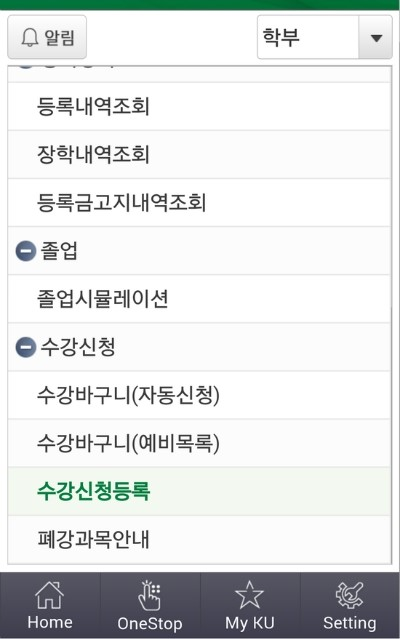 알림
학부
등록내역조회
장학내역조회
등록금고지내역조회
졸업
졸업시뮬레이션
수강신청
수강바구니(자동신청)
수강바구니(예비목록)
수강신청등록
폐강과목안내
Home OneStop My KU Setting